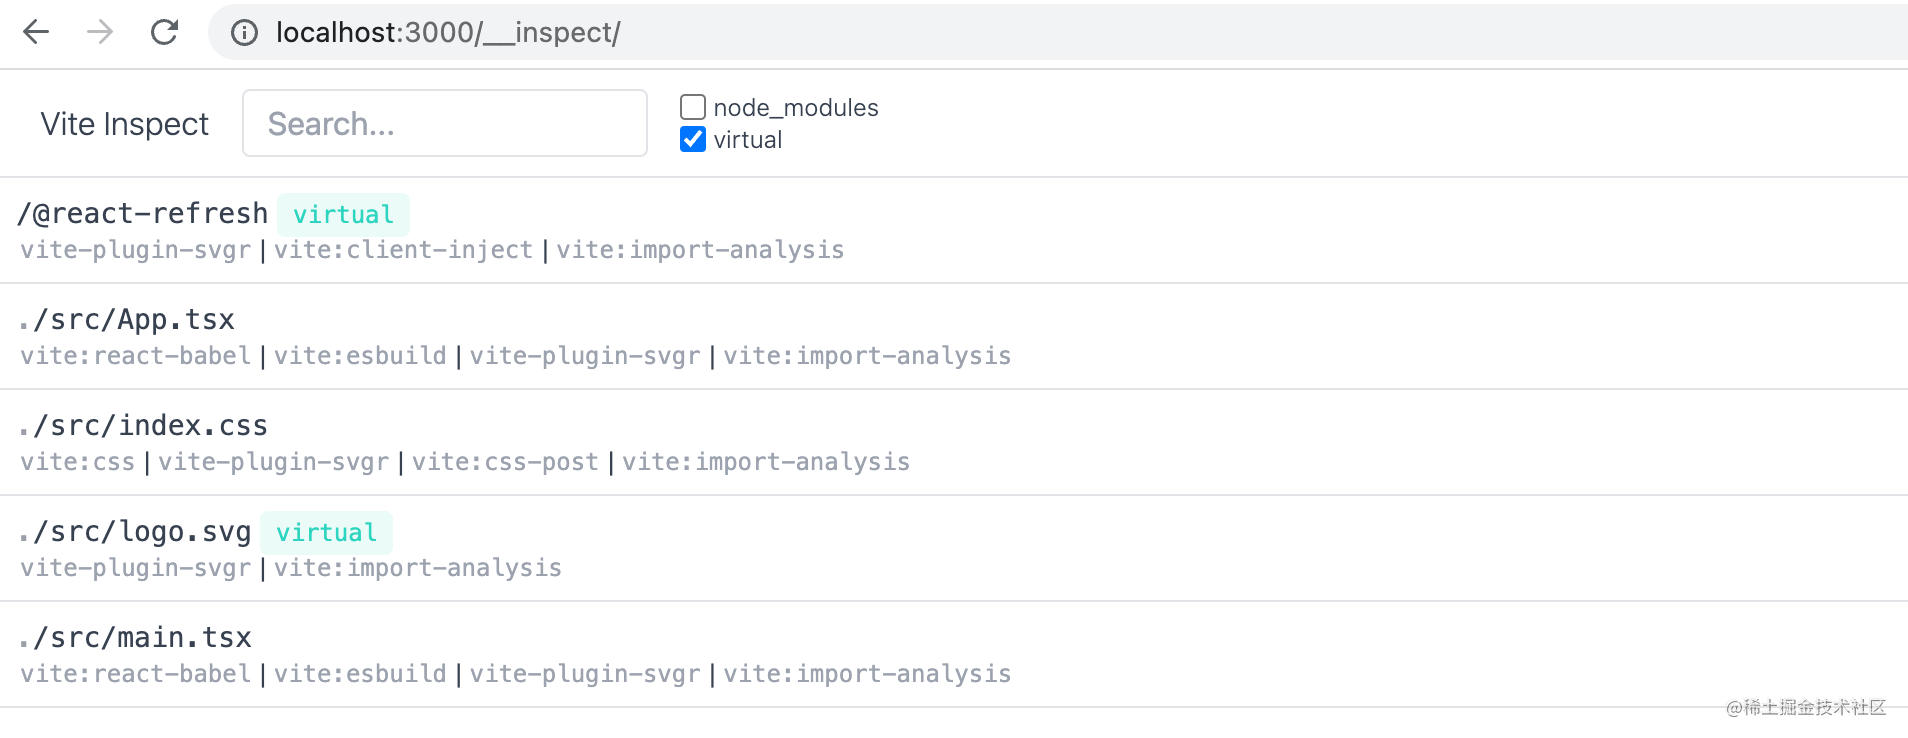 localhost:3000/__inspect/
Vite Inspect
Search...
node_modules
virtual
/@react-refresh virtual
vite-plugin-svgr|vite:client-inject|vite:import-analysis
./src/App.tsx
vite:react-babel|vite:esbuild|vite-plugin-svgr|vite:import-analysis
./src/index.css
vite:css|vite-plugin-svgr|vite:css-post|vite:import-analysis
./src/logo.svg virtual
vite-plugin-svgr|vite:import-analysis
./src/main.tsx
vite:react-babel|vite:esbuild|vite-plugin-svgr|vite:import-analysis
@稀土掘金技术社区